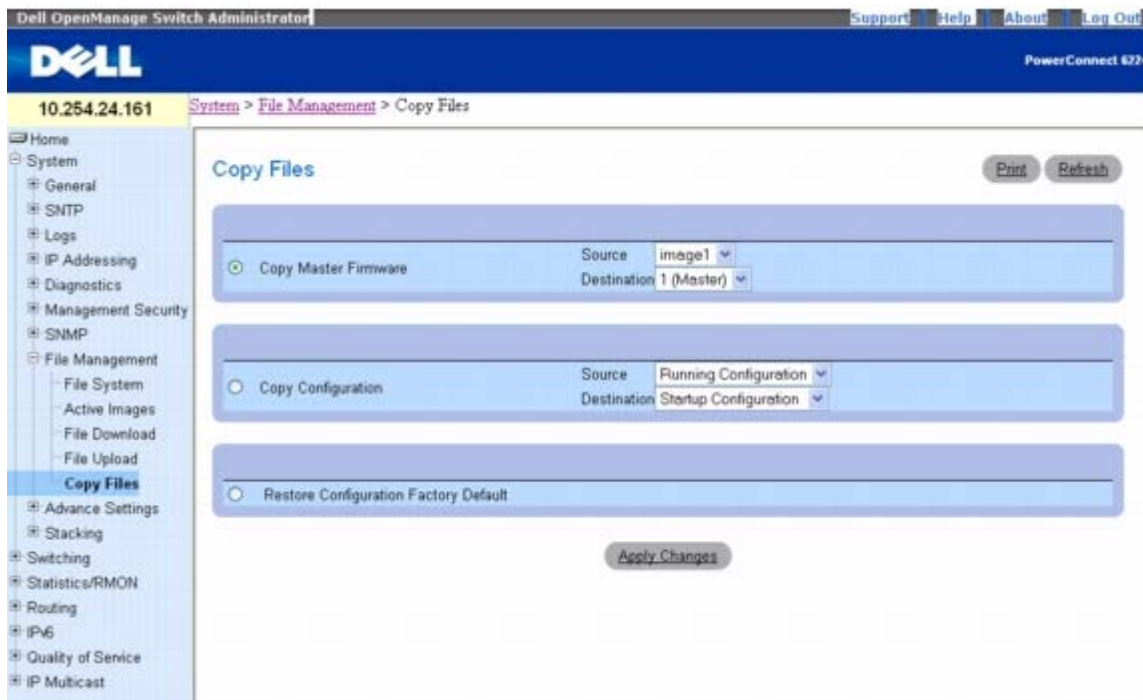 Dell OpenManage Switch Administrator
Support Help About Log Out
DELL
PowerConnect 622
10.254.24.161
System > File Management > Copy Files
Home
System
General
SNTP
Logs
IP Addressing
Diagnostics
Management Security
SNMP
File Management
File System
Active Images
File Download
File Upload
Copy Files
Advance Settings
Stacking
Switching
Statistics/RMON
Routing
IPv6
Quality of Service
IP Multicast
Copy Files
Print Refresh
Copy Master Firmware
Source image1
Destination 1 (Master)
Copy Configuration
Source Running Configuration
Destination Startup Configuration
Restore Configuration Factory Default
Apply Changes